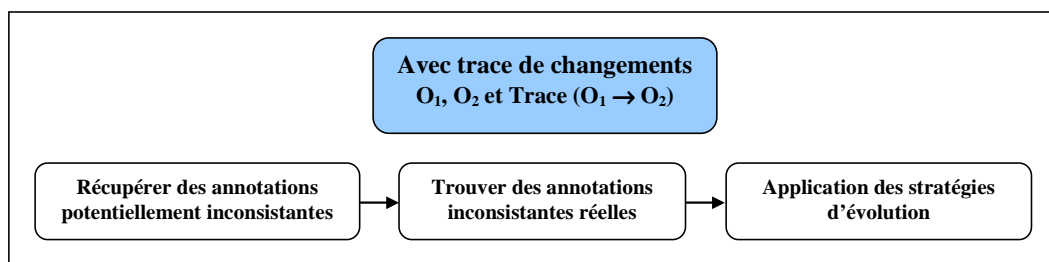 Avec trace de changements
O₁, O₂ et Trace (O₁ → O₂)
Récupérer des annotations
potentiellement inconsistantes
Trouver des annotations
inconsistantes réelles
Application des stratégies
d'évolution